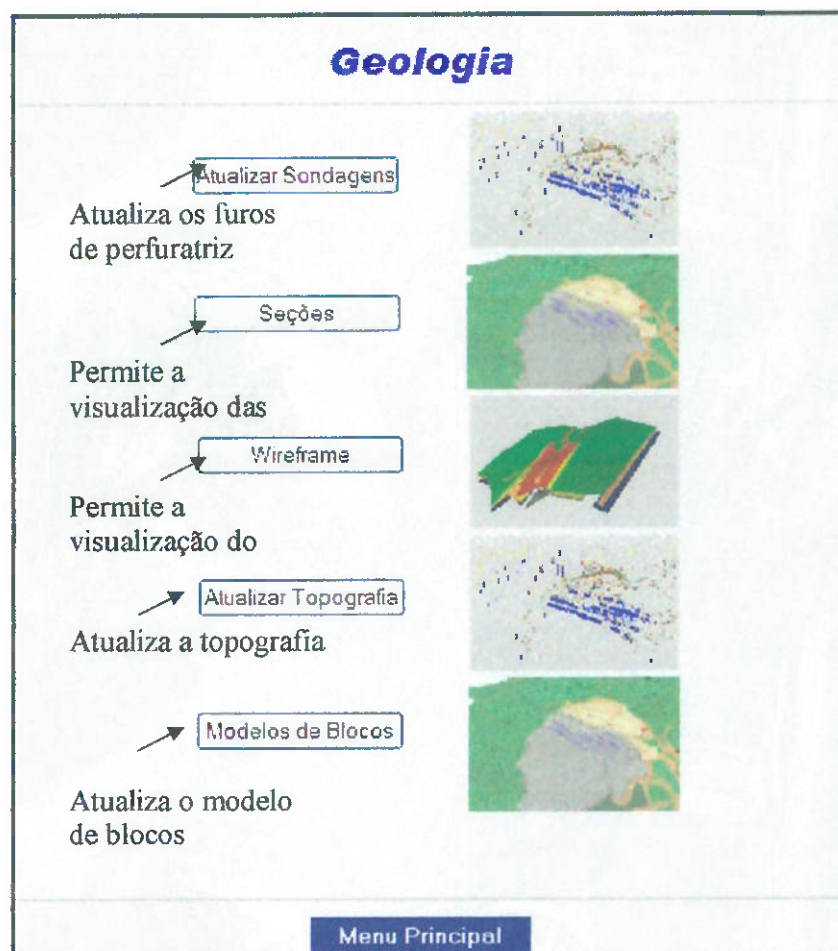 Geologia
Atualizar Sondagens
Atualiza os furos
de perfuratriz
Seções
Permite a
visualização das
Wireframe
Permite a
visualização do
Atualizar Topografia
Atualiza a topografia
Modelos de Blocos
Atualiza o modelo
de blocos
Menu Principal